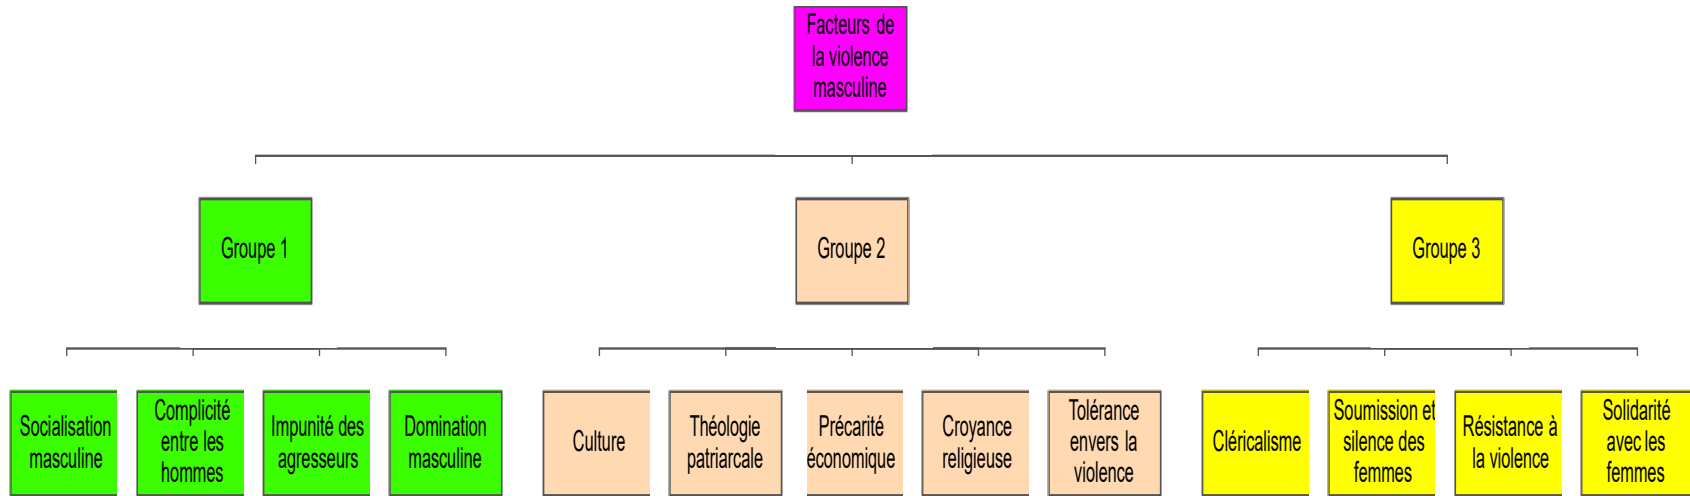 Facteurs de
la violence
masculine
Groupe 1
Groupe 2
Groupe 3
Socialisation
masculine
Complicité
entre les
hommes
Impunité des
agresseurs
Domination
masculine
Culture
Théologie
patriarcale
Précarité
économique
Croyance
religieuse
Tolérance
envers la
violence
Cléricalisme
Soumission et
silence des
femmes
Résistance à
la violence
Solidarité
avec les
femmes